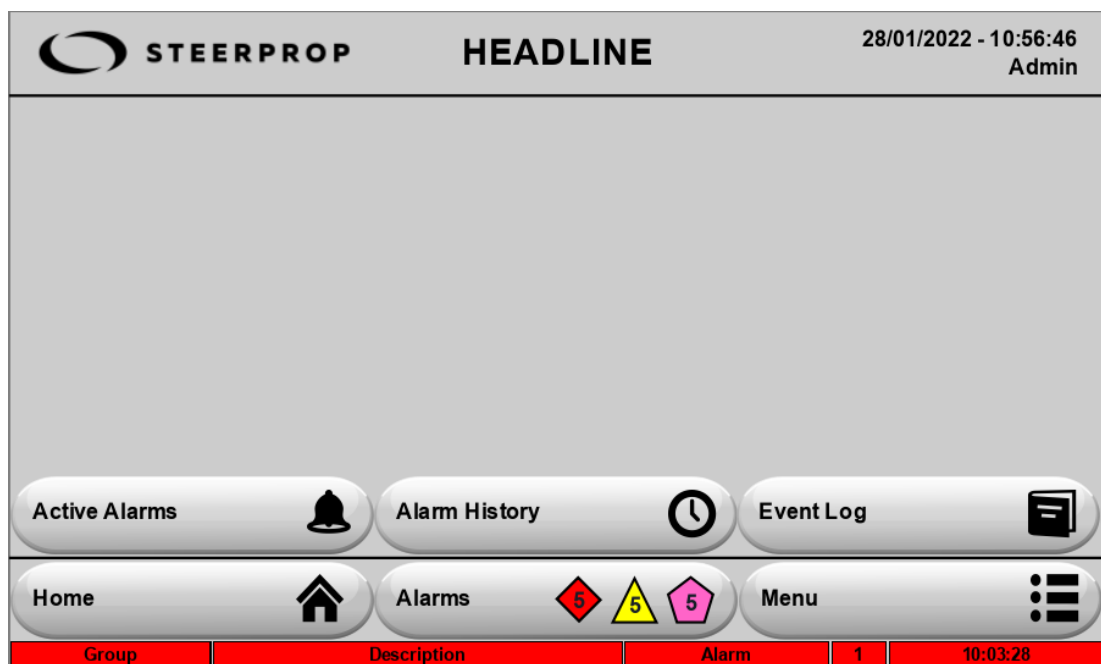 STEERPROP HEADLINE 28/01/2022 - 10:56:46
Admin
Active Alarms Alarm History Event Log
Home Alarms 5 5 5 Menu
Group Description Alarm 1 10:03:28